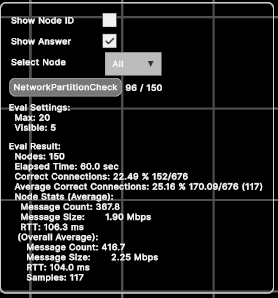 Show Node ID
Show Answer
Select Node All
NetworkPartitionCheck 96 / 150
Eval Settings:
Max: 20
Visible: 5
Eval Result:
Nodes: 150
Elapsed Time: 60.0 sec
Correct Connections: 22.49 % 152/676
Average Correct Connections: 25.16 % 170.09/676 (117)
Node Stats (Average):
Message Count: 367.8
Message Size: 1.90 Mbps
RTT: 106.3 ms
(Overall Average):
Message Count: 416.7
Message Size: 2.25 Mbps
RTT: 104.0 ms
Samples: 117